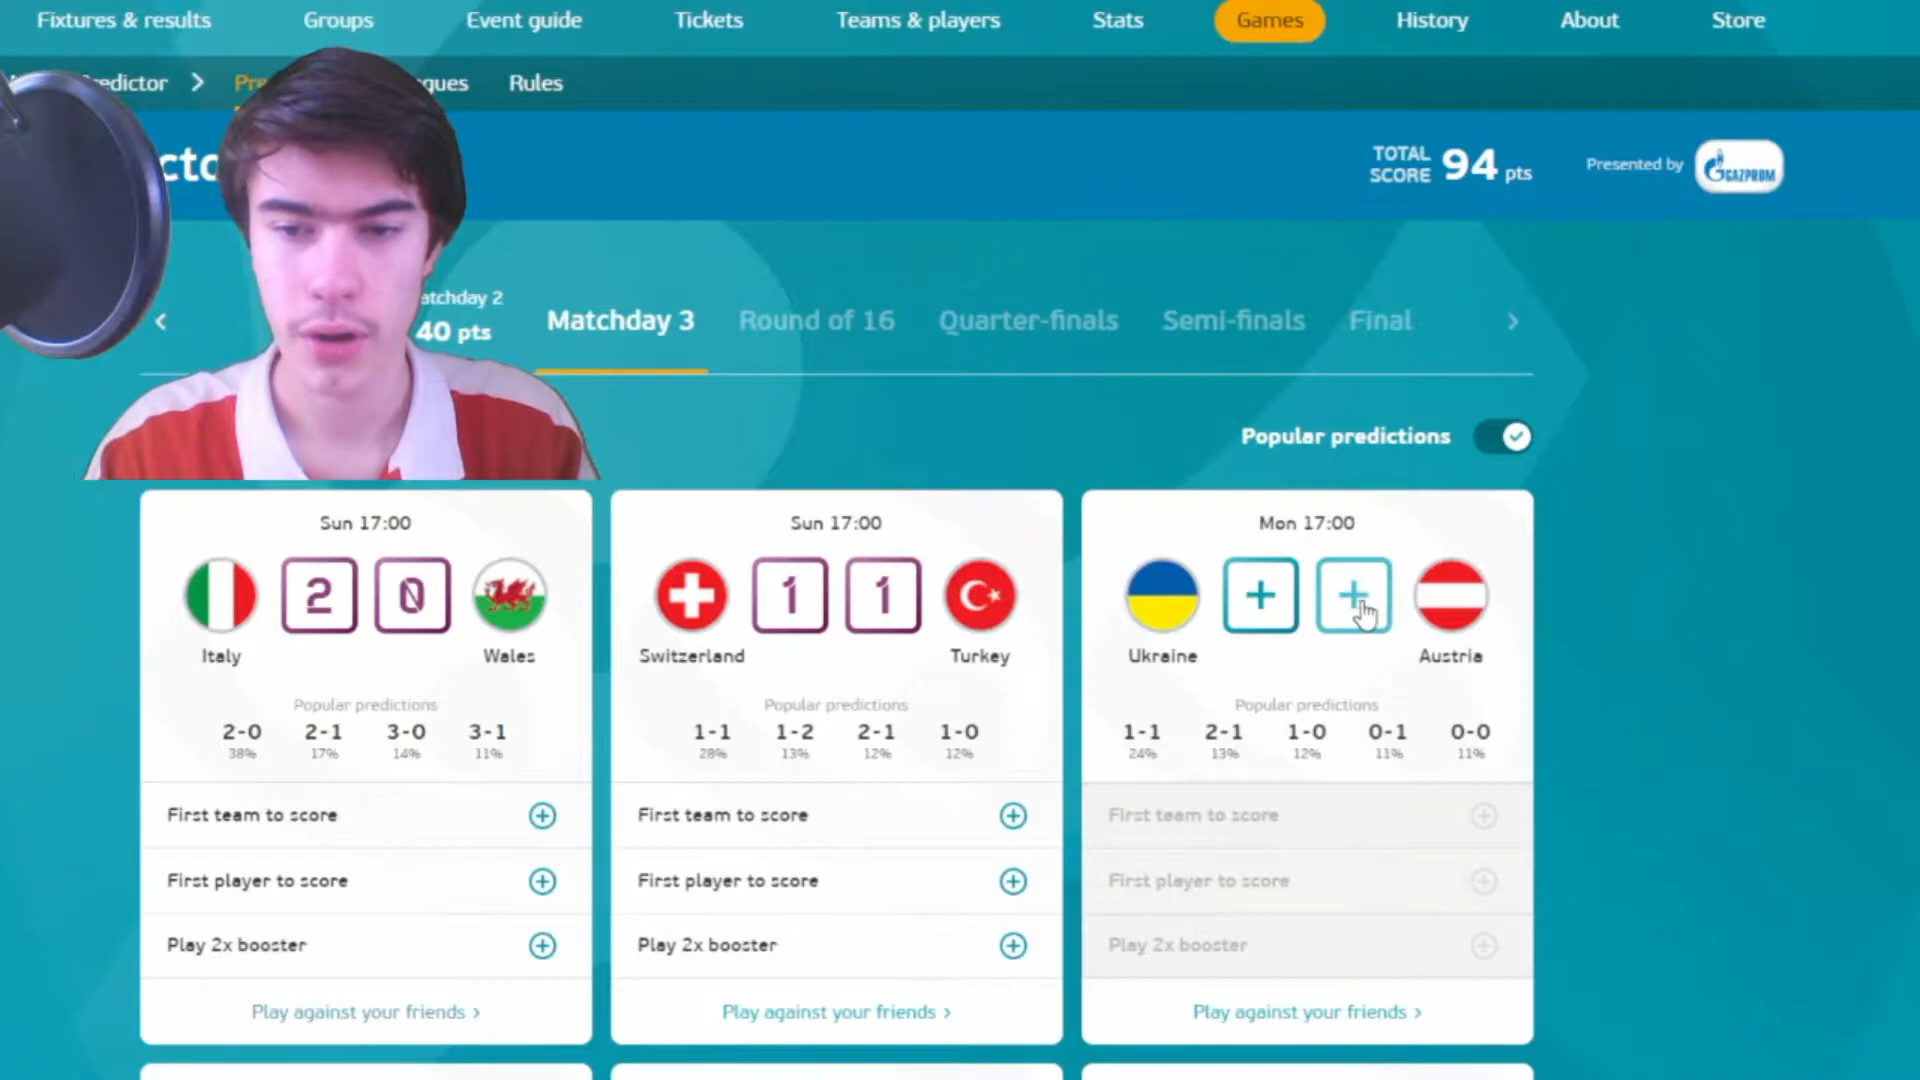 Fixtures & results Groups Event guide Tickets Teams & players Stats Games History About Store
redictor > Pre gues Rules
cto
TOTAL SCORE 94 pts Presented by GAZPROM
atchday 2
40 pts
Matchday 3 Round of 16 Quarter-finals Semi-finals Final
Popular predictions
Sun 17:00
2 0
Italy Wales
Popular predictions
2-0 2-1 3-0 3-1
38% 17% 14% 11%
First team to score
First player to score
Play 2x booster
Play against your friends >
Sun 17:00
1 1
Switzerland Turkey
Popular predictions
1-1 1-2 2-1 1-0
28% 13% 12% 12%
First team to score
First player to score
Play 2x booster
Play against your friends >
Mon 17:00
+ +
Ukraine Austria
Popular predictions
1-1 2-1 1-0 0-1 0-0
24% 13% 12% 11% 11%
First team to score
First player to score
Play 2x booster
Play against your friends >